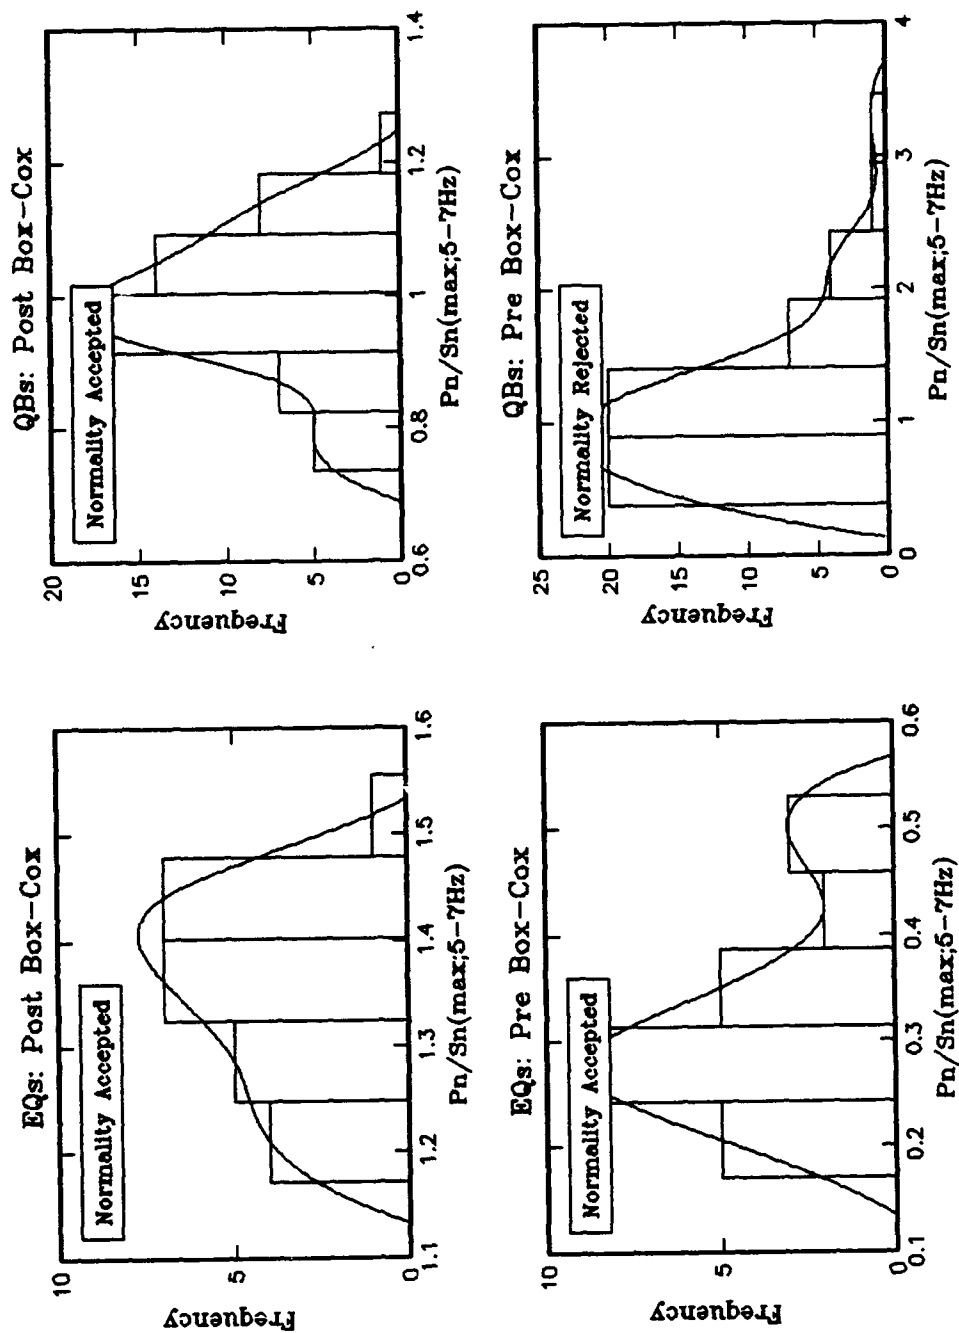 EQs: Post Box-Cox
Normality Accepted
Frequency
10
5
0
1.1 1.2 1.3 1.4 1.5 1.6
Pn/Sn(max;5-7Hz)
QBs: Post Box-Cox
Normality Accepted
Frequency
20
15
10
5
0
0.6 0.8 1 1.2 1.4
Pn/Sn(max;5-7Hz)
EQs: Pre Box-Cox
Normality Accepted
Frequency
10
5
0
0.1 0.2 0.3 0.4 0.5 0.6
Pn/Sn(max;5-7Hz)
QBs: Pre Box-Cox
Normality Rejected
Frequency
25
20
15
10
5
0
0 1 2 3 4
Pn/Sn(max;5-7Hz)